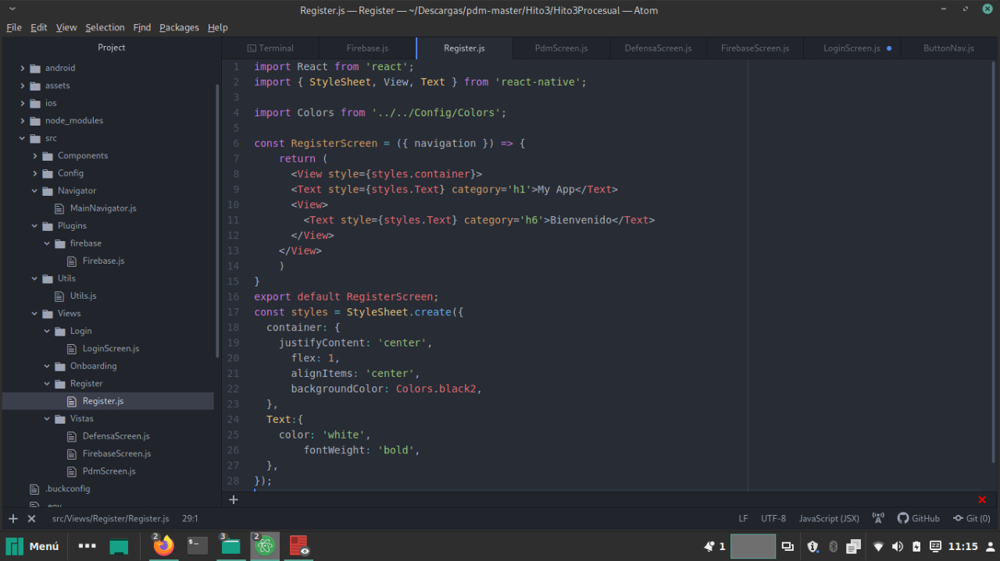 Register.js — Register — ~/Descargas/pdm-master/Hito3/Hito3Procesual — Atom
File Edit View Selection Find Packages Help
Project
android
assets
ios
node_modules
src
Components
Config
Navigator
MainNavigator.js
Plugins
firebase
Firebase.js
Utils
Utils.js
Views
Login
LoginScreen.js
Onboarding
Register
Register.js
Vistas
DefensaScreen.js
FirebaseScreen.js
PdmScreen.js
.buckconfig
Terminal Firebase.js Register.js PdmScreen.js DefensaScreen.js FirebaseScreen.js LoginScreen.js ButtonNav.js
1 import React from 'react';
2 import { StyleSheet, View, Text } from 'react-native';
3
4 import Colors from '../../Config/Colors';
5
6 const RegisterScreen = ({ navigation }) => {
7 return (
8 <View style={styles.container}>
9 <Text style={styles.Text} category='h1'>My App</Text>
10 <View>
11 <Text style={styles.Text} category='h6'>Bienvenido</Text>
12 </View>
13 </View>
14 )
15 }
16 export default RegisterScreen;
17 const styles = StyleSheet.create({
18 container: {
19 justifyContent: 'center',
20 flex: 1,
21 alignItems: 'center',
22 backgroundColor: Colors.black2,
23 },
24 Text:{
25 color: 'white',
26 fontWeight: 'bold',
27 },
28 });
src/Views/Register/Register.js 29:1 LF UTF-8 JavaScript (JSX) GitHub Git (0)
Menú 2 3 2 1 11:15